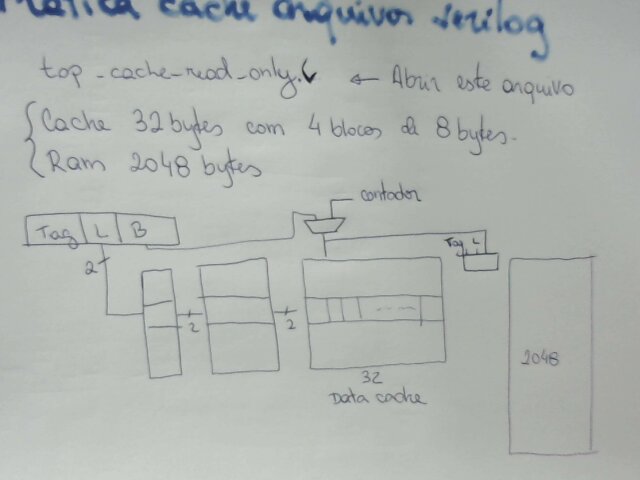 cache arquivos verilog
top_cache_read_only.v ← Abrir este arquivo
Cache 32 bytes com 4 blocos de 8 bytes.
Ram 2048 bytes
contador
Tag L B
Tag L
2
2
2
2048
32
Data cache